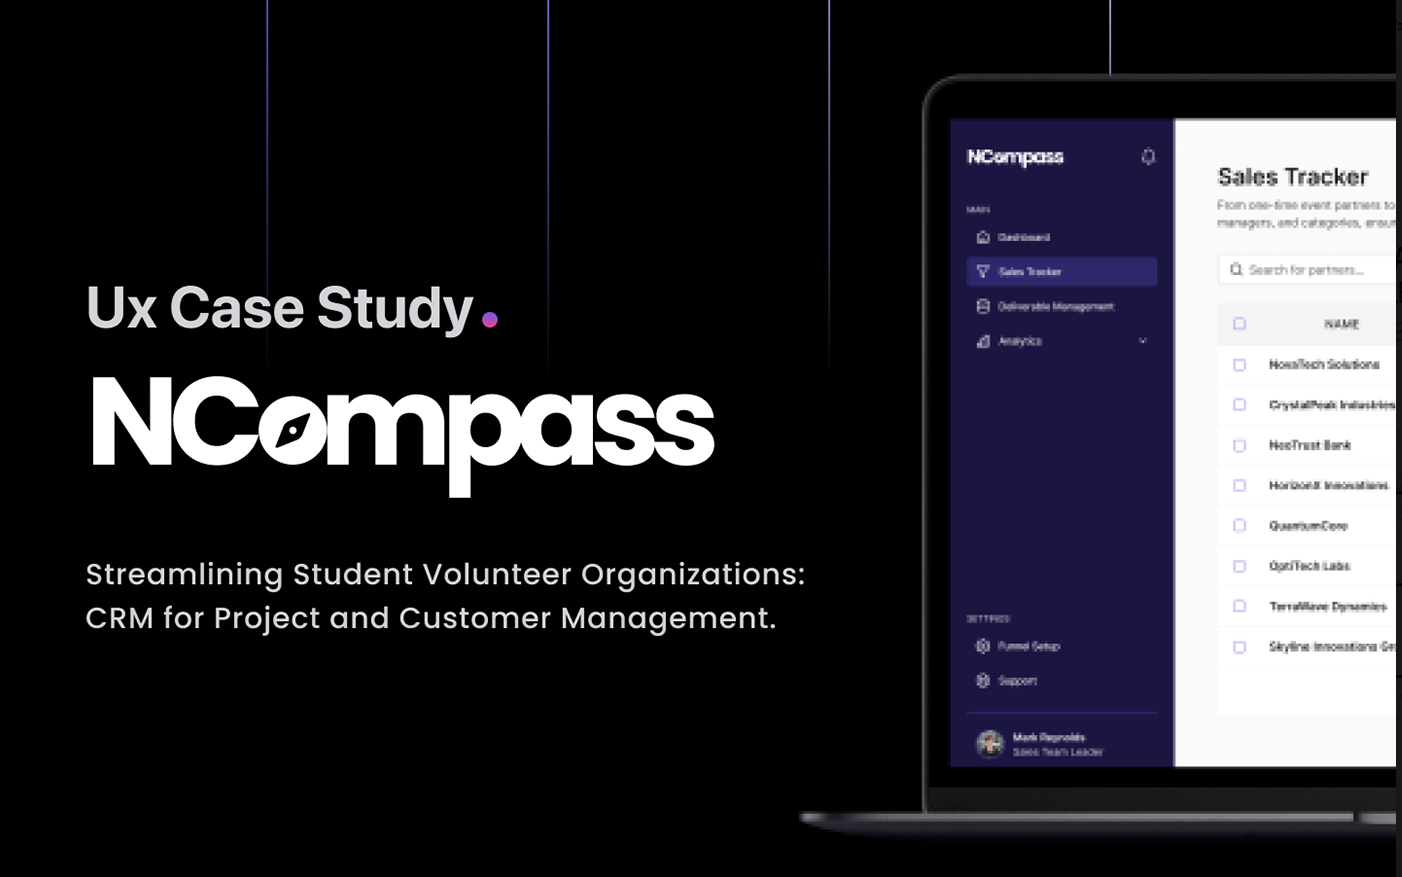 Ux Case Study.
NCompass
Streamlining Student Volunteer Organizations:
CRM for Project and Customer Management.
NCompass
MAIN
Dashboard
Sales Tracker
Deliverable Management
Analytics
SETTINGS
Funnel Setup
Support
Mark Reynolds
Sales Team Leader
Sales Tracker
From one-time event partners to
managers, and categories, ensur
Search for partners...
NAME
NovaTech Solutions
CrystalPeak Industries
NeoTrust Bank
HorizonX Innovations
QuantumCore
OptiTech Labs
TerraWave Dynamics
Skyline Innovations Gr